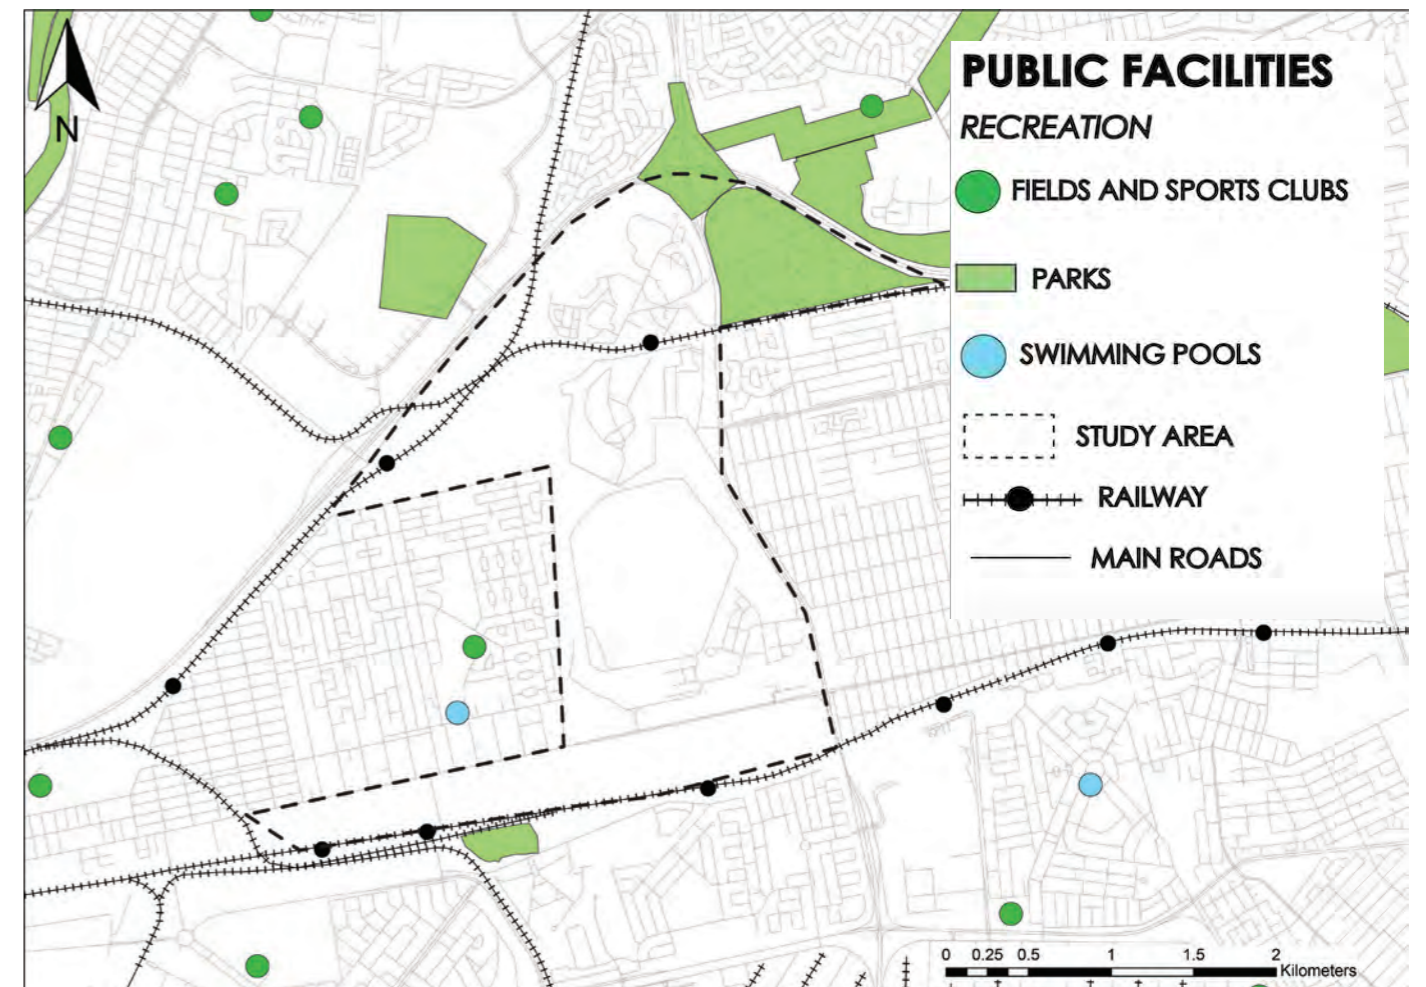 N
PUBLIC FACILITIES
RECREATION
FIELDS AND SPORTS CLUBS
PARKS
SWIMMING POOLS
STUDY AREA
RAILWAY
MAIN ROADS
0 0.25 0.5 1 1.5 2
Kilometers